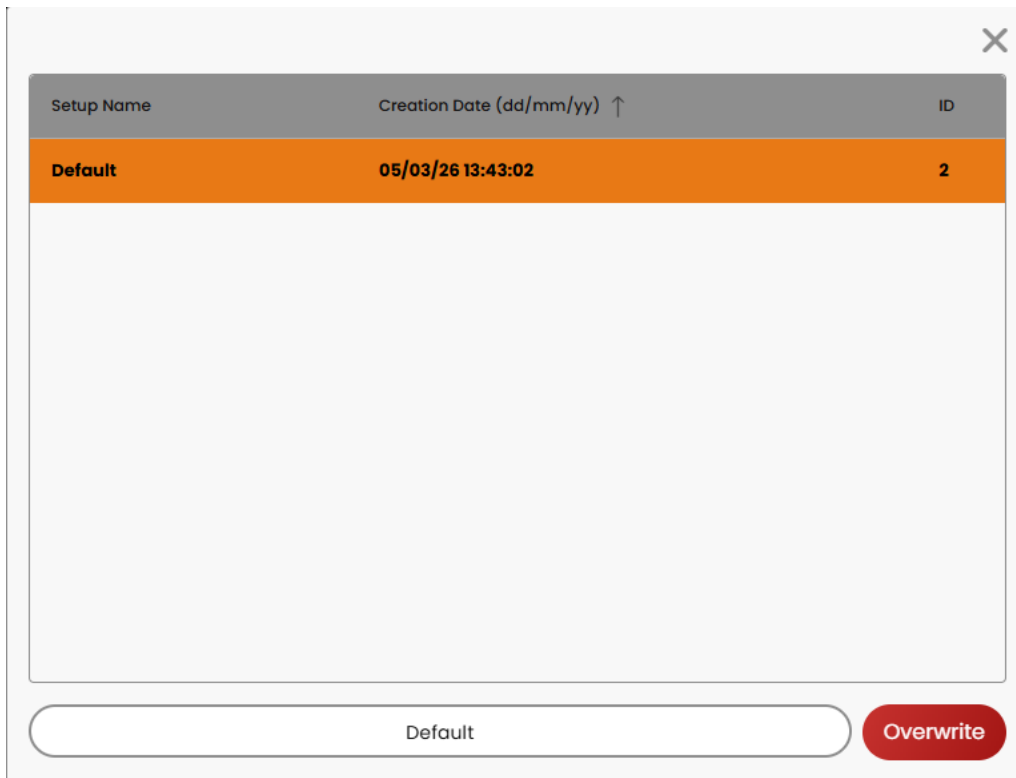 Setup Name Creation Date (dd/mm/yy) ↑ ID
Default 05/03/26 13:43:02 2
Default
Overwrite